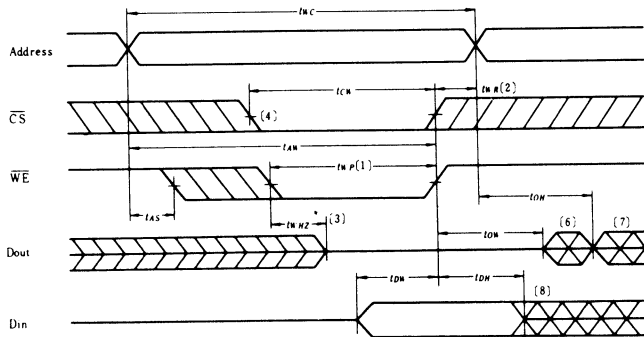 tWC
Address
tCW
tWR(2)
CS
(4)
tAW
WE
tWP(1)
tAS
tWHZ*
(3)
tOH
Dout
tOW
(6)
(7)
tDW
tDH
(8)
Din